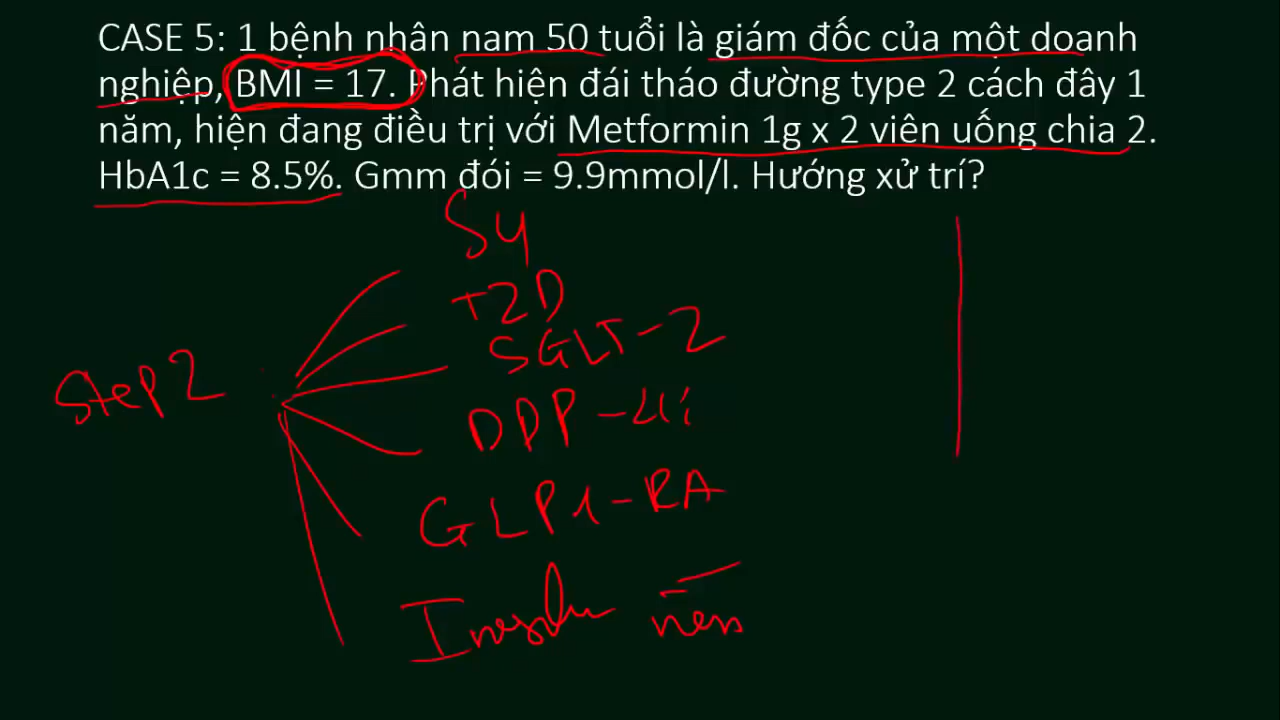 CASE 5: 1 bệnh nhân nam 50 tuổi là giám đốc của một doanh
nghiệp, BMI = 17. Phát hiện đái tháo đường type 2 cách đây 1
năm, hiện đang điều trị với Metformin 1g x 2 viên uống chia 2.
HbA1c = 8.5%. Gmm đói = 9.9mmol/l. Hướng xử trí?
SU
TZD
SGLT-2
Step 2
DPP-4i
GLP1-RA
Insulin nền